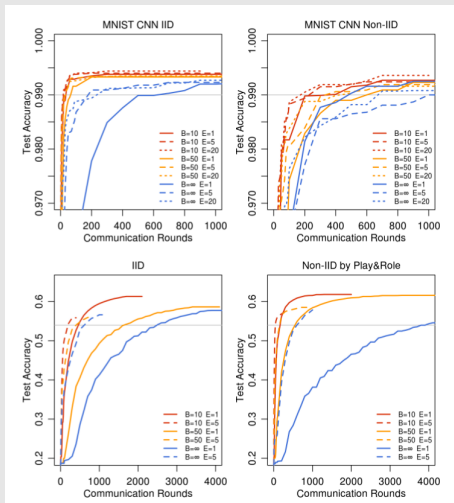 MNIST CNN IID
Test Accuracy
1.000
0.990
0.980
0.970
B=10 E=1
B=10 E=5
B=10 E=20
B=50 E=1
B=50 E=5
B=50 E=20
B=∞ E=1
B=∞ E=5
B=∞ E=20
0 200 400 600 800 1000
Communication Rounds
MNIST CNN Non-IID
Test Accuracy
1.000
0.990
0.980
0.970
B=10 E=1
B=10 E=5
B=10 E=20
B=50 E=1
B=50 E=5
B=50 E=20
B=∞ E=1
B=∞ E=5
B=∞ E=20
0 200 400 600 800 1000
Communication Rounds
IID
Test Accuracy
0.6
0.5
0.4
0.3
0.2
B=10 E=1
B=10 E=5
B=50 E=1
B=50 E=5
B=∞ E=1
B=∞ E=5
0 1000 2000 3000 4000
Communication Rounds
Non-IID by Play&Role
Test Accuracy
0.6
0.5
0.4
0.3
0.2
B=10 E=1
B=10 E=5
B=50 E=1
B=50 E=5
B=∞ E=1
B=∞ E=5
0 1000 2000 3000 4000
Communication Rounds